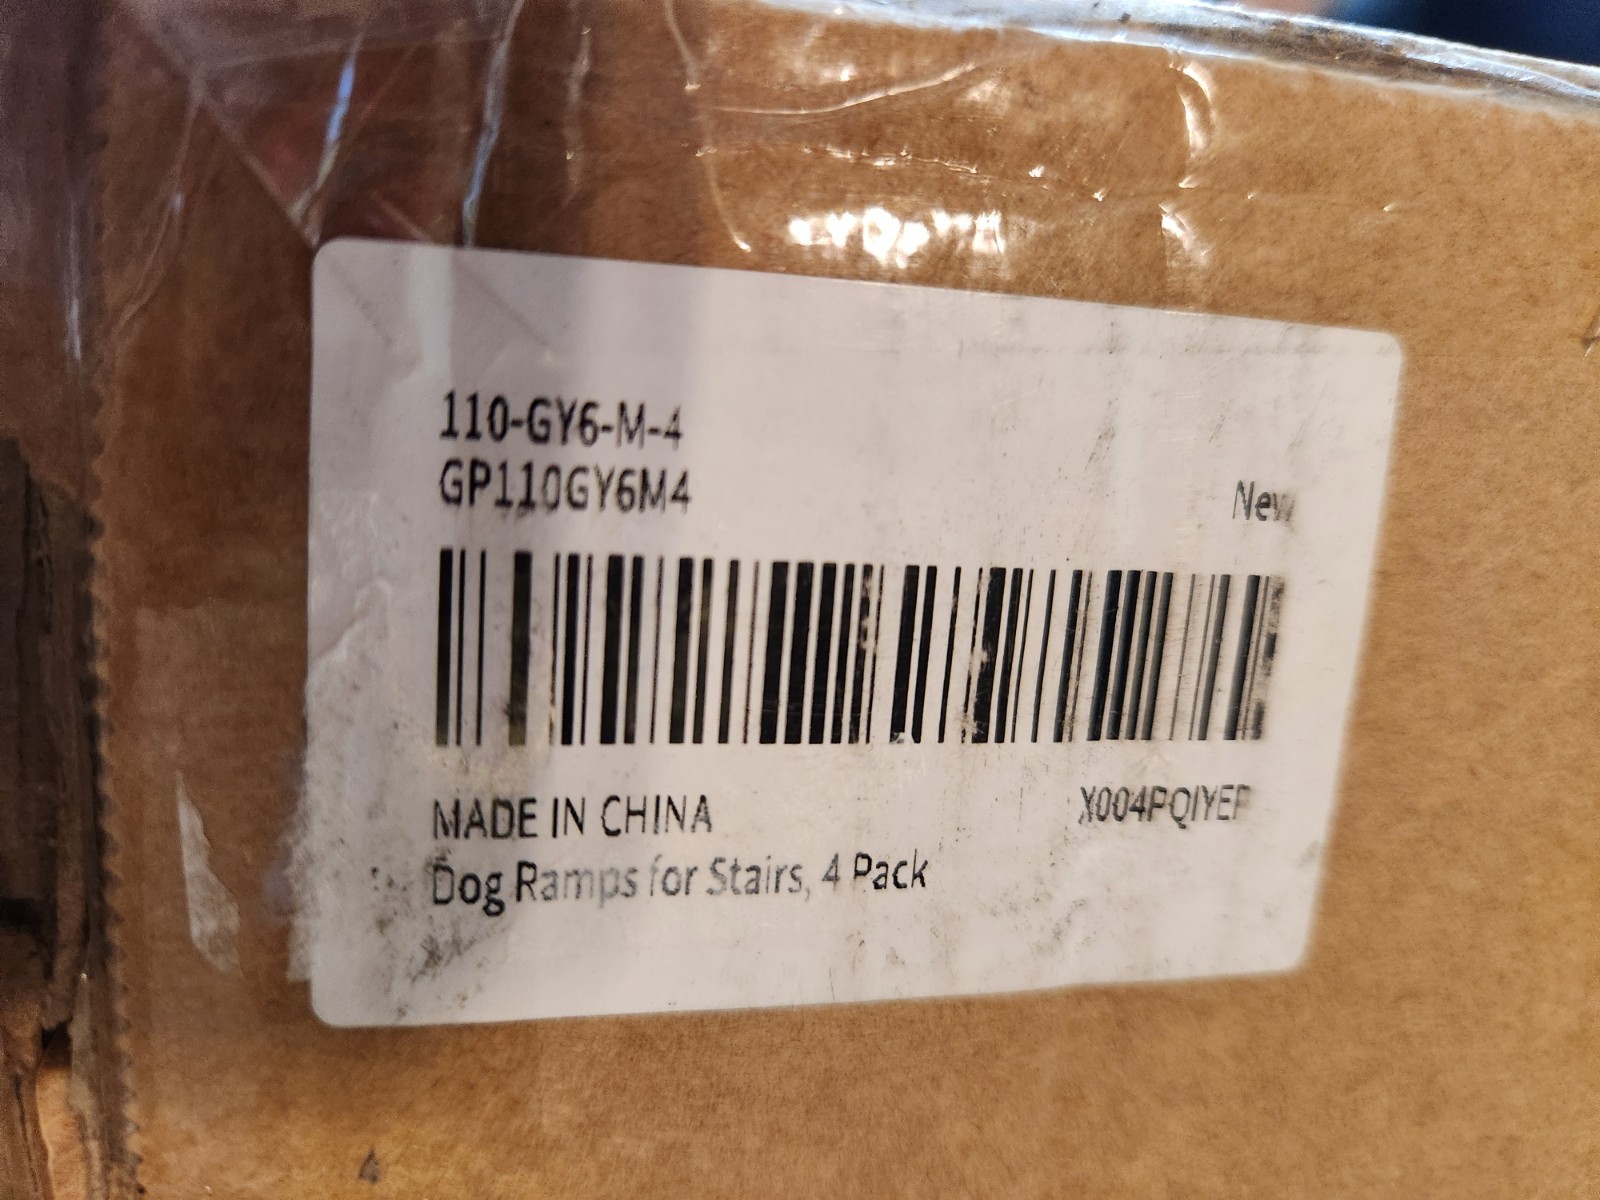 110-GY6-M-4
GP110GY6M4
New
MADE IN CHINA
X004PQIYEP
Dog Ramps for Stairs, 4 Pack